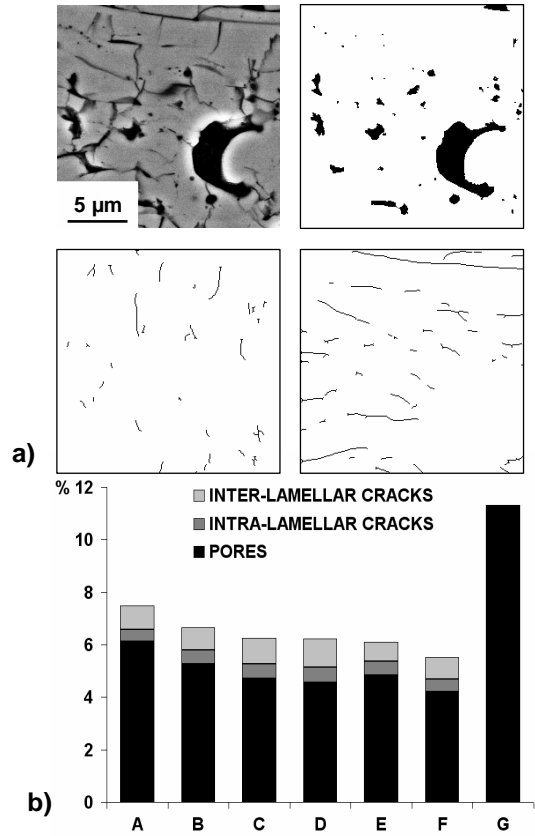 5 µm
a)
% 12
INTER-LAMELLAR CRACKS
INTRA-LAMELLAR CRACKS
10
PORES
8
6
4
2
0
b)
A B C D E F G